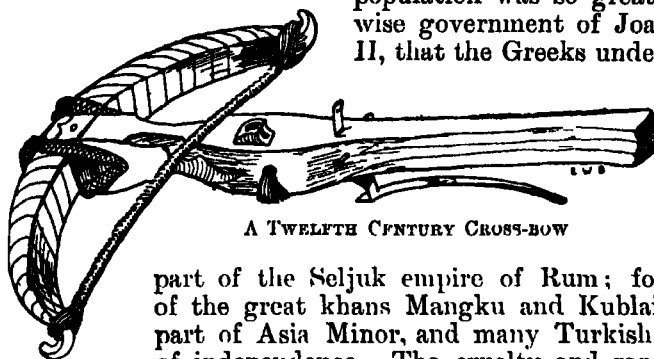 population was so great
wise government of Joa
II, that the Greeks unde
A TWELFTH CENTURY CROSS-BOW
part of the Seljuk empire of Rum; fo
of the great khans Mangku and Kublai
part of Asia Minor, and many Turkish
of independence. The cruelty and